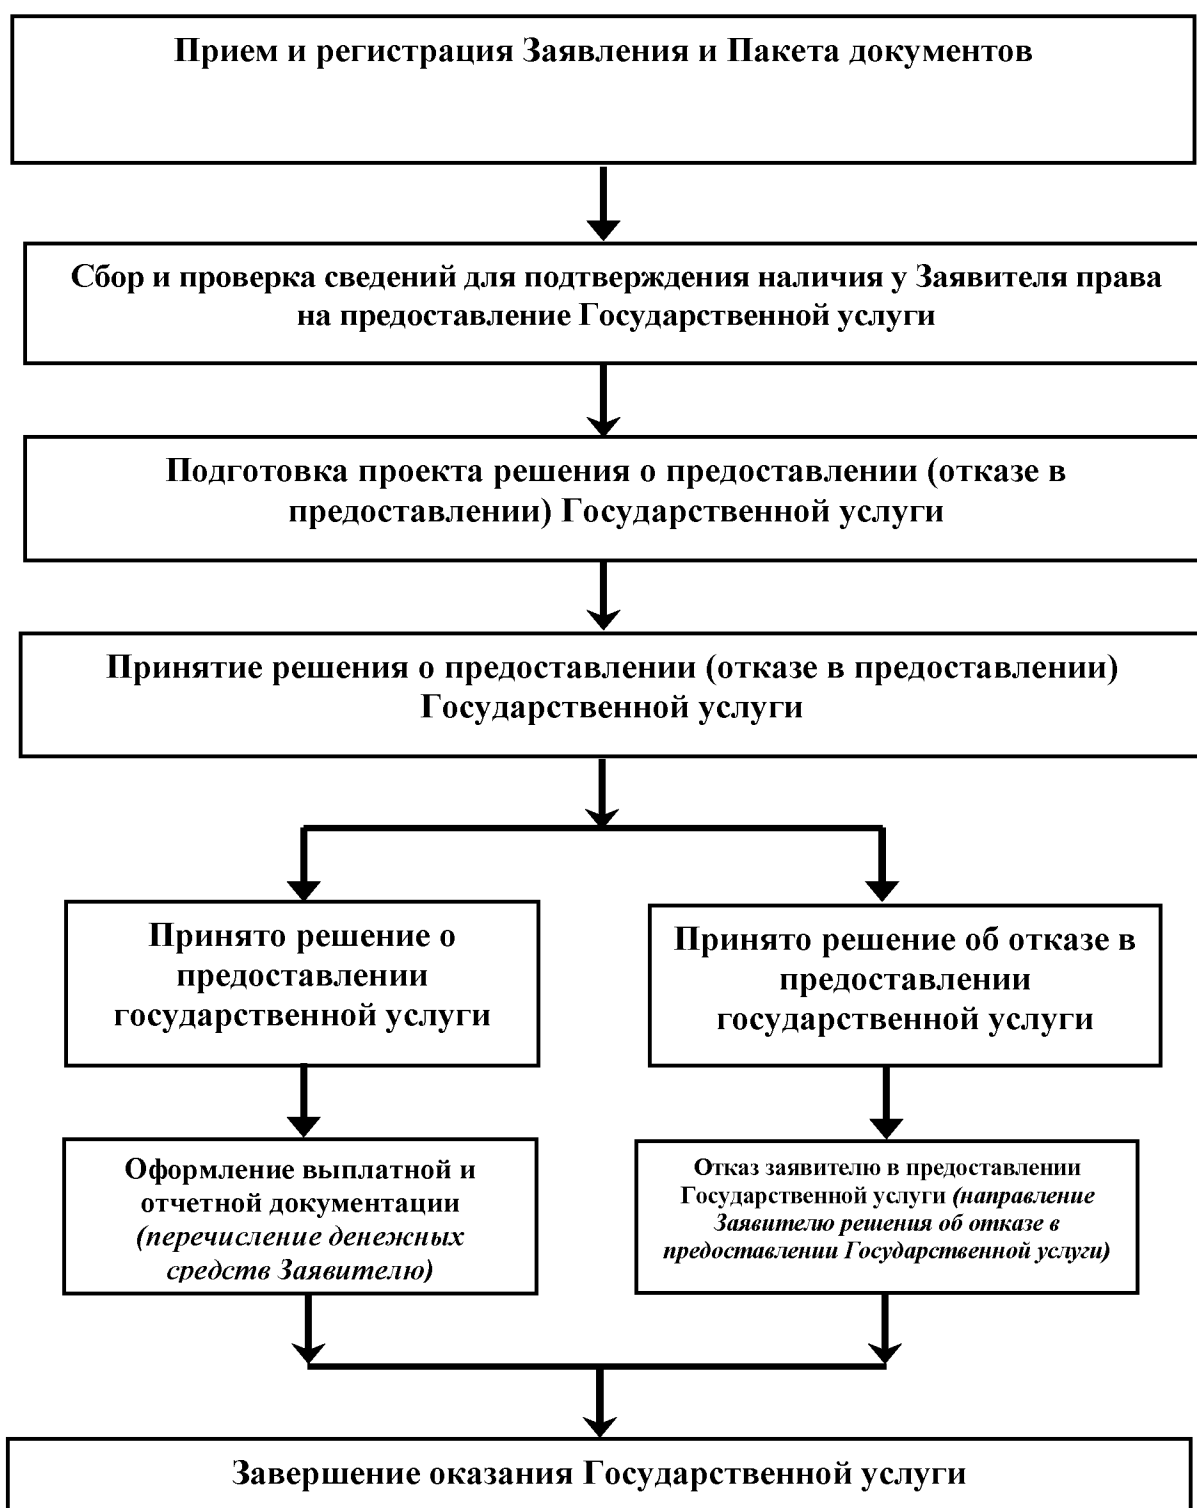 Прием и регистрация Заявления и Пакета документов
Сбор и проверка сведений для подтверждения наличия у Заявителя права
на предоставление Государственной услуги
Подготовка проекта решения о предоставлении (отказе в
предоставлении) Государственной услуги
Принятие решения о предоставлении (отказе в предоставлении)
Государственной услуги
Принято решение о
предоставлении
государственной услуги
Принято решение об отказе в
предоставлении
государственной услуги
Оформление выплатной и
отчетной документации
(перечисление денежных
средств Заявителю)
Отказ заявителю в предоставлении
Государственной услуги (направление
Заявителю решения об отказе в
предоставлении Государственной услуги)
Завершение оказания Государственной услуги